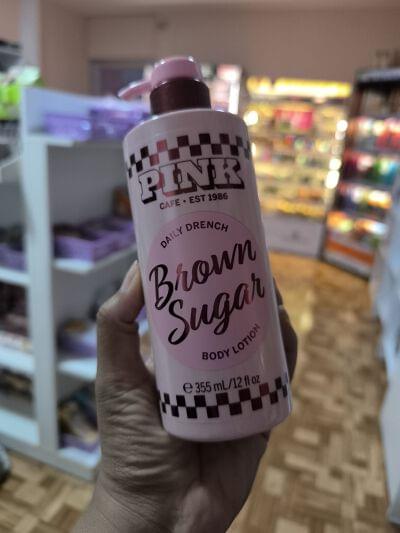 PINK
CAFE • EST 1986
DAILY DRENCH
Brown
Sugar
BODY LOTION
℮ 355 mL/12 fl oz